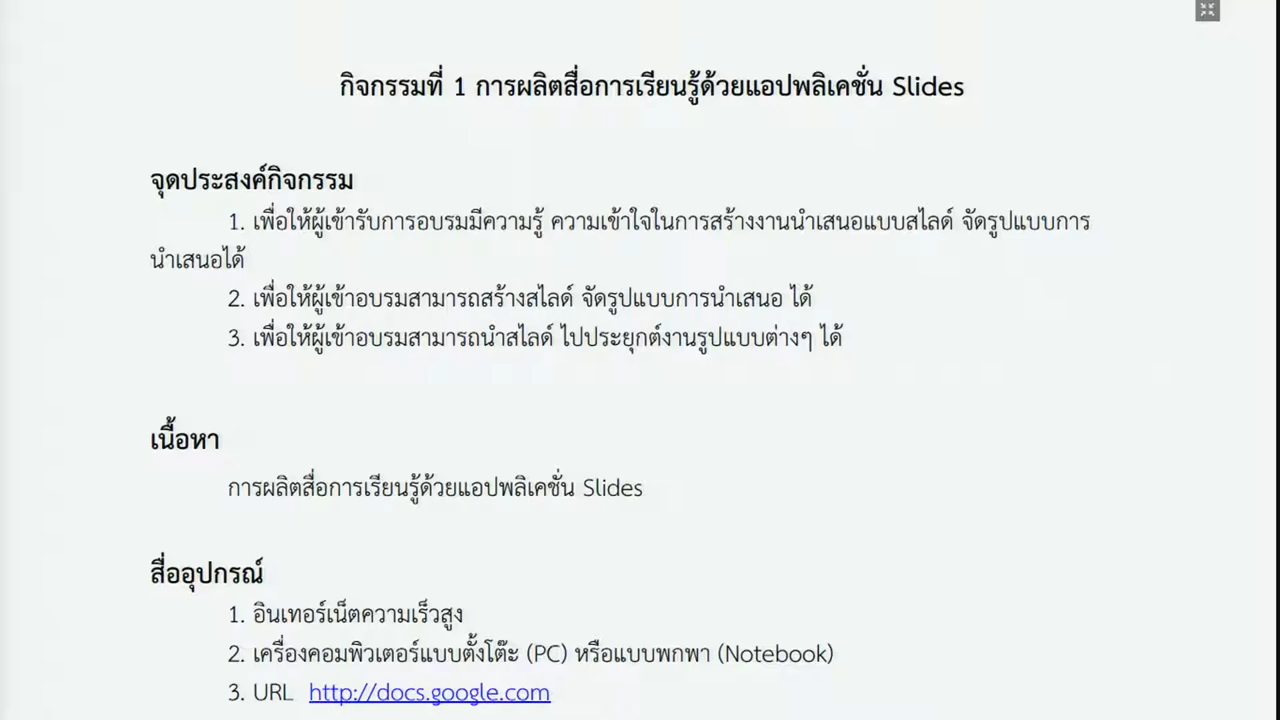 กิจกรรมที่ 1 การผลิตสื่อการเรียนรู้ด้วยแอปพลิเคชั่น Slides
จุดประสงค์กิจกรรม
1. เพื่อให้ผู้เข้ารับการอบรมมีความรู้ ความเข้าใจในการสร้างงานนำเสนอแบบสไลด์ จัดรูปแบบการ
นำเสนอได้
2. เพื่อให้ผู้เข้าอบรมสามารถสร้างสไลด์ จัดรูปแบบการนำเสนอ ได้
3. เพื่อให้ผู้เข้าอบรมสามารถนำสไลด์ ไปประยุกต์งานรูปแบบต่างๆ ได้
เนื้อหา
การผลิตสื่อการเรียนรู้ด้วยแอปพลิเคชั่น Slides
สื่ออุปกรณ์
1. อินเทอร์เน็ตความเร็วสูง
2. เครื่องคอมพิวเตอร์แบบตั้งโต๊ะ (PC) หรือแบบพกพา (Notebook)
3. URL http://docs.google.com